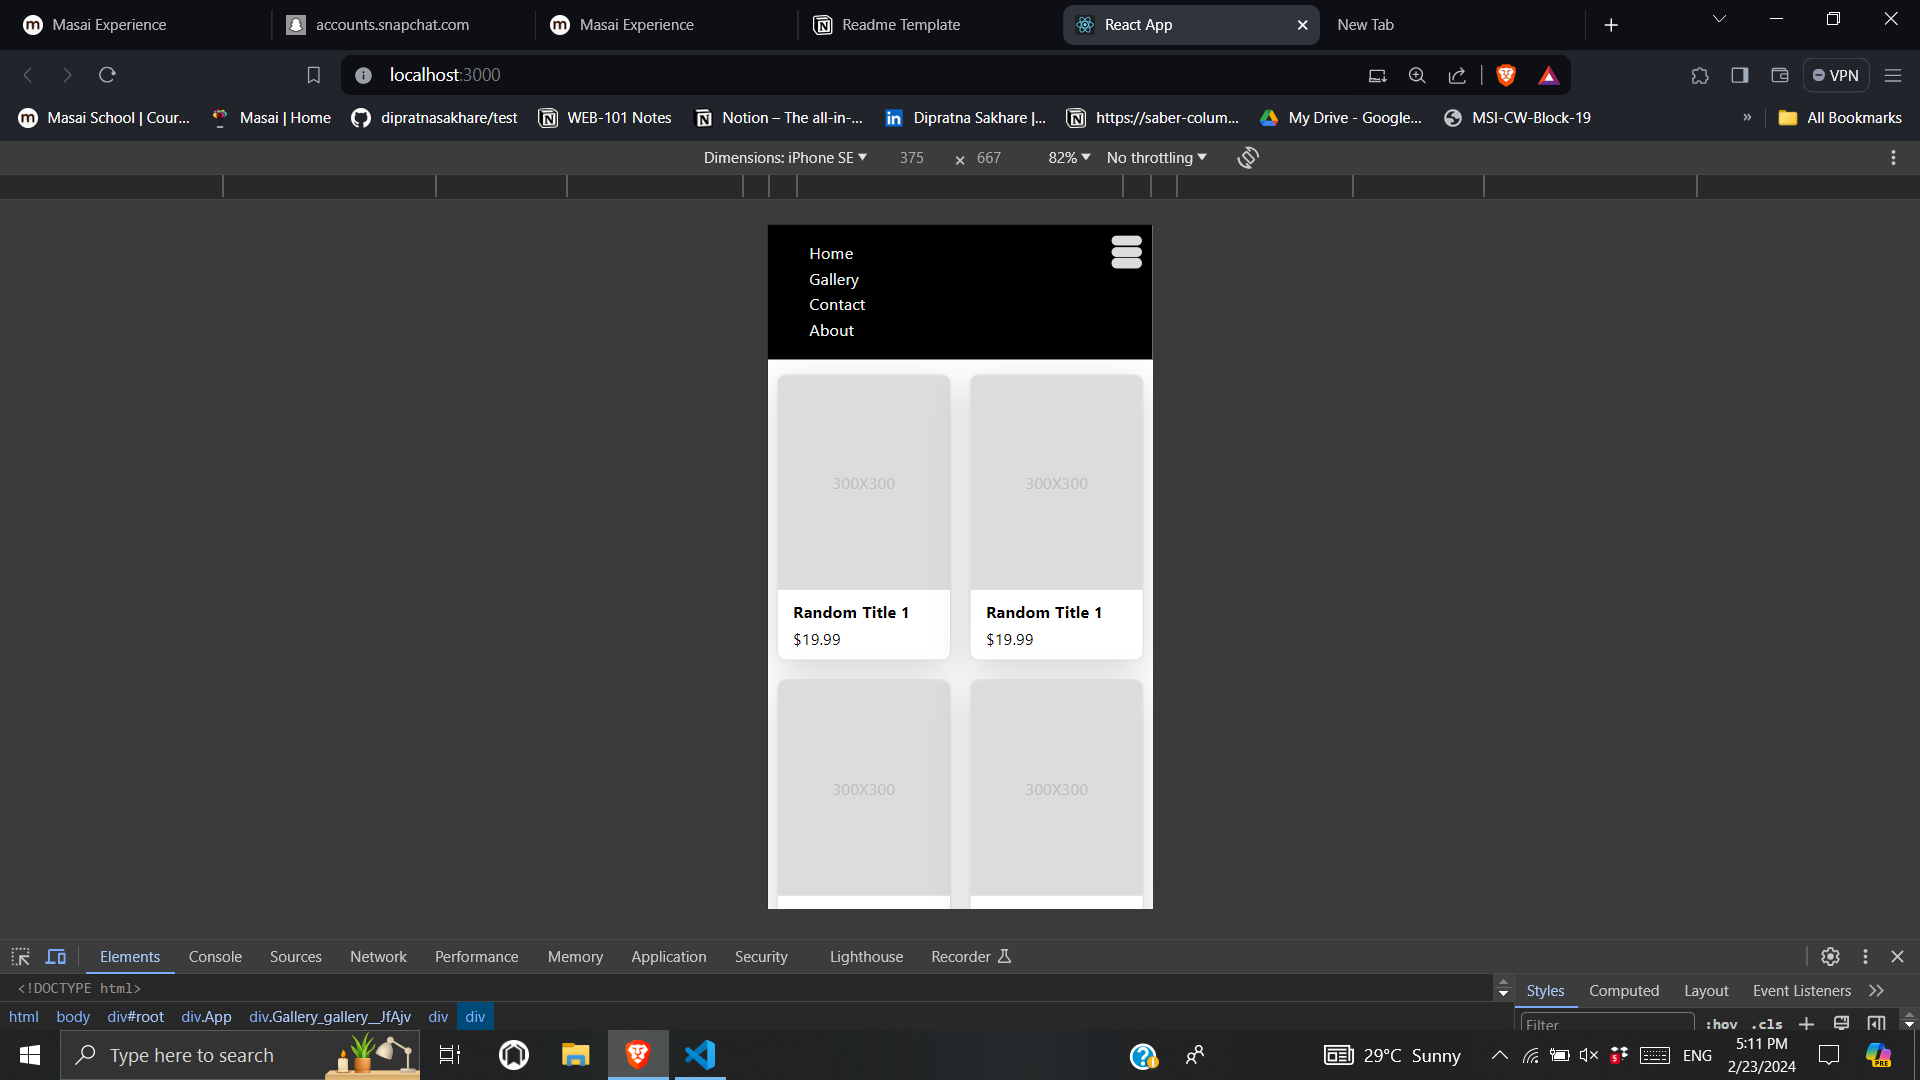 Masai Experience
accounts.snapchat.com
Masai Experience
Readme Template
React App
New Tab
localhost:3000
VPN
Masai School | Cour...
Masai | Home
dipratnasakhare/test
WEB-101 Notes
Notion – The all-in-...
Dipratna Sakhare |...
https://saber-colum...
My Drive - Google...
MSI-CW-Block-19
»
All Bookmarks
Dimensions: iPhone SE
375 × 667
82%
No throttling
Home
Gallery
Contact
About
300X300
300X300
Random Title 1
Random Title 1
$19.99
$19.99
300X300
300X300
Elements
Console
Sources
Network
Performance
Memory
Application
Security
Lighthouse
Recorder
<!DOCTYPE html>
Styles
Computed
Layout
Event Listeners
html
body
div#root
div.App
div.Gallery_gallery__JfAjv
div
div
Filter
:hov
.cls
Type here to search
29°C Sunny
ENG
5:11 PM
2/23/2024